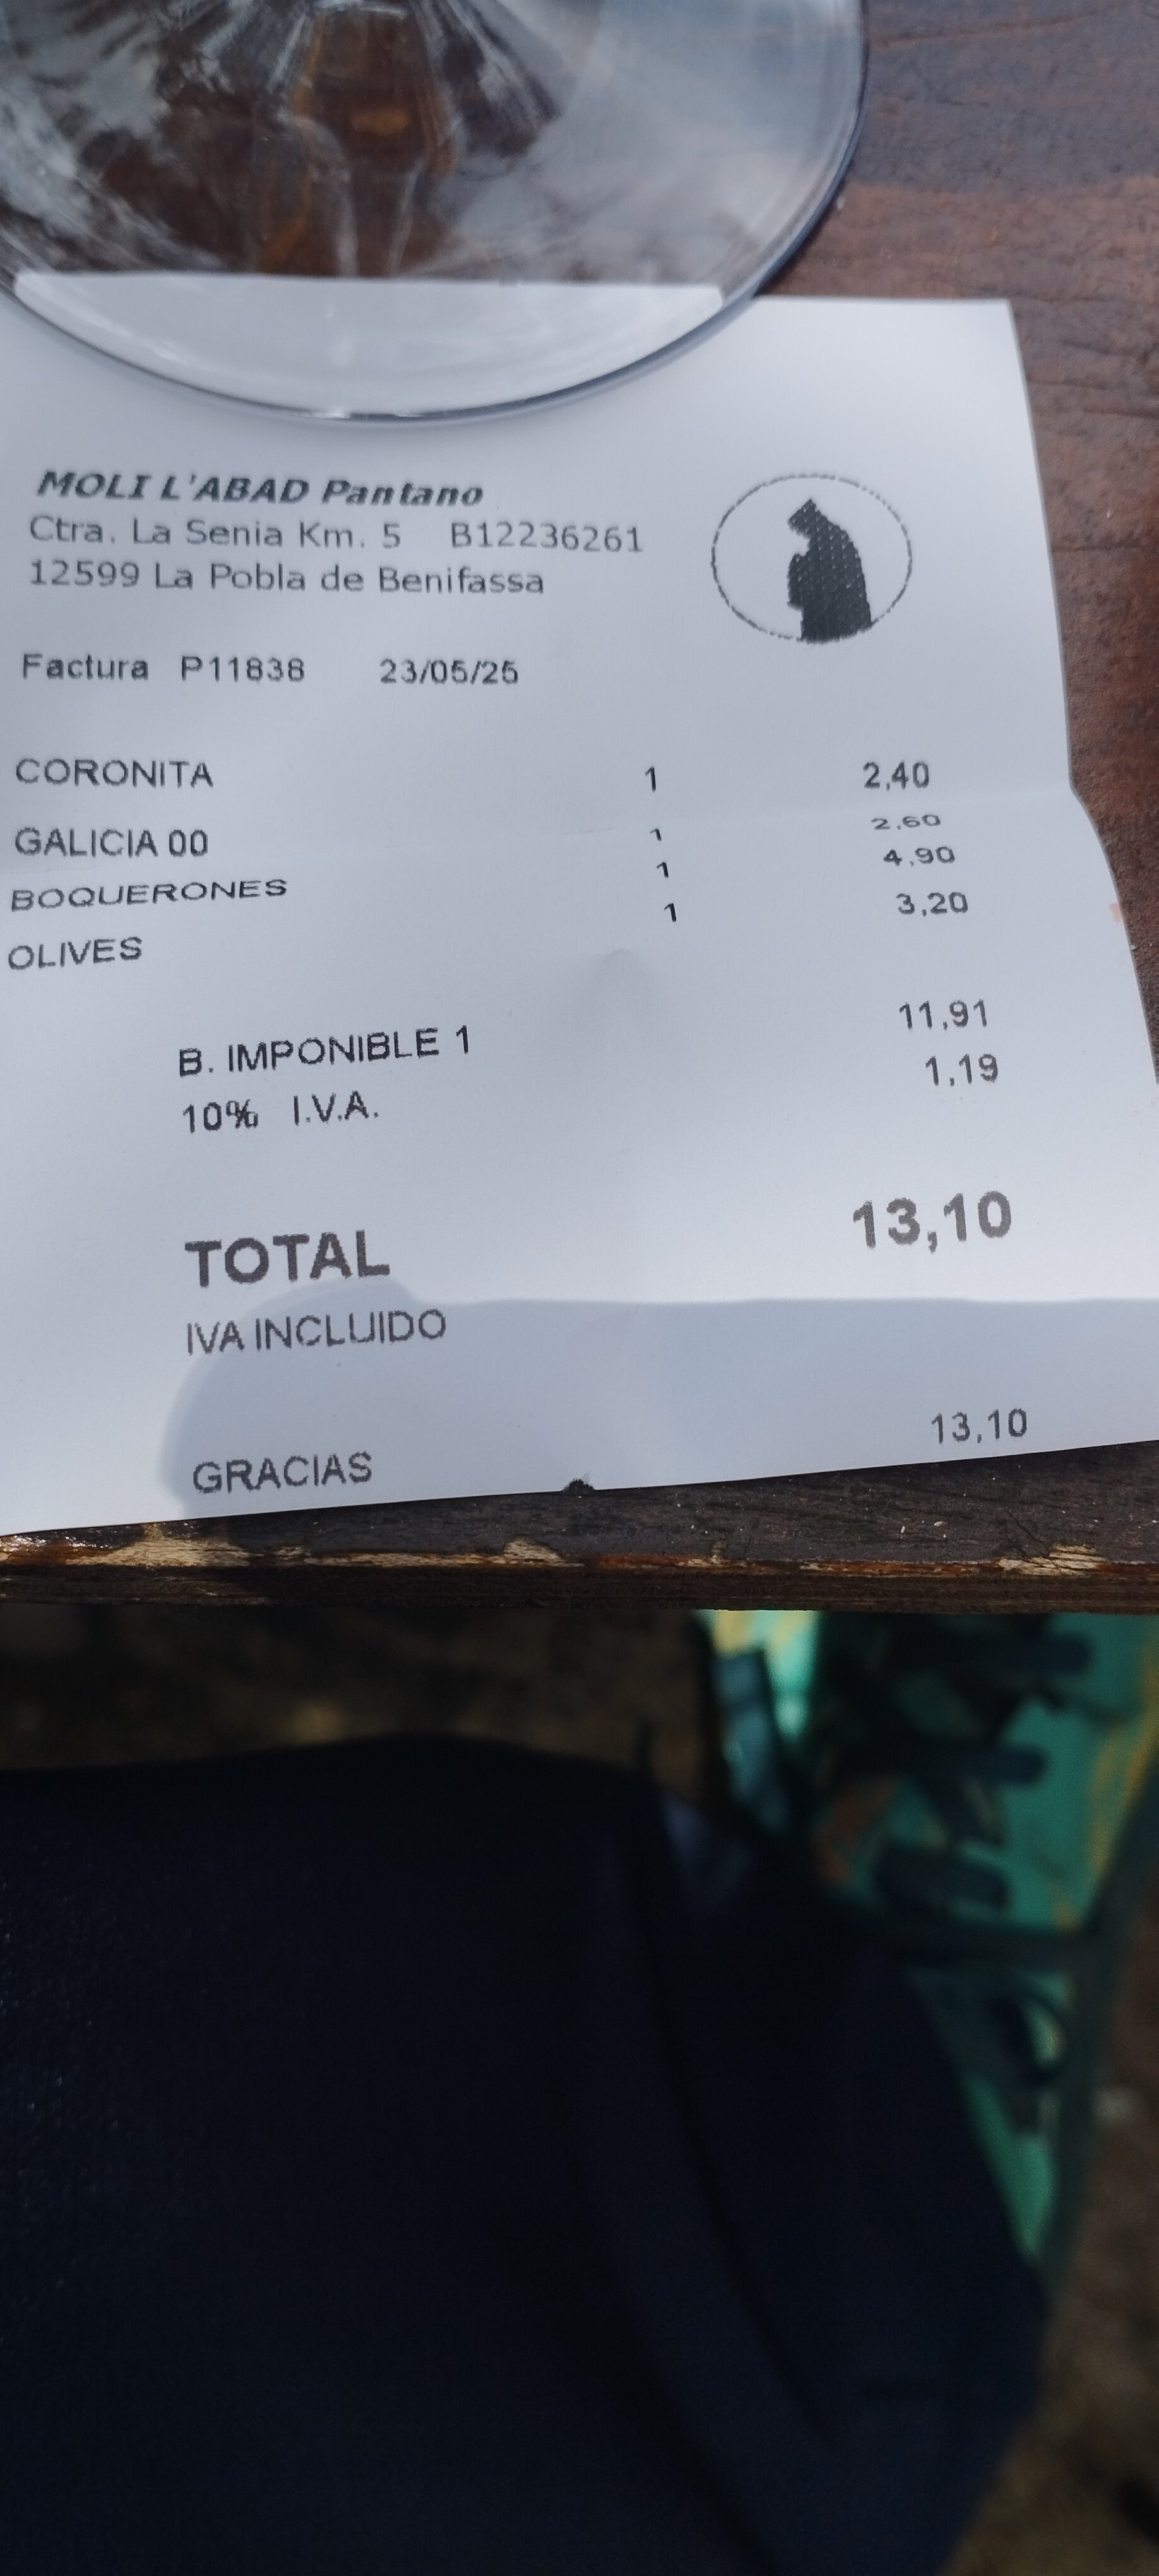 MOLI L'ABAD Pantano
Ctra. La Senia Km. 5 B12236261
12599 La Pobla de Benifassa
Factura P11838 23/05/25
CORONITA 1 2,40
GALICIA 00 1 2,60
BOQUERONES 1 4,90
OLIVES 1 3,20
B. IMPONIBLE 1 11,91
10% I.V.A. 1,19
TOTAL 13,10
IVA INCLUIDO
GRACIAS 13,10